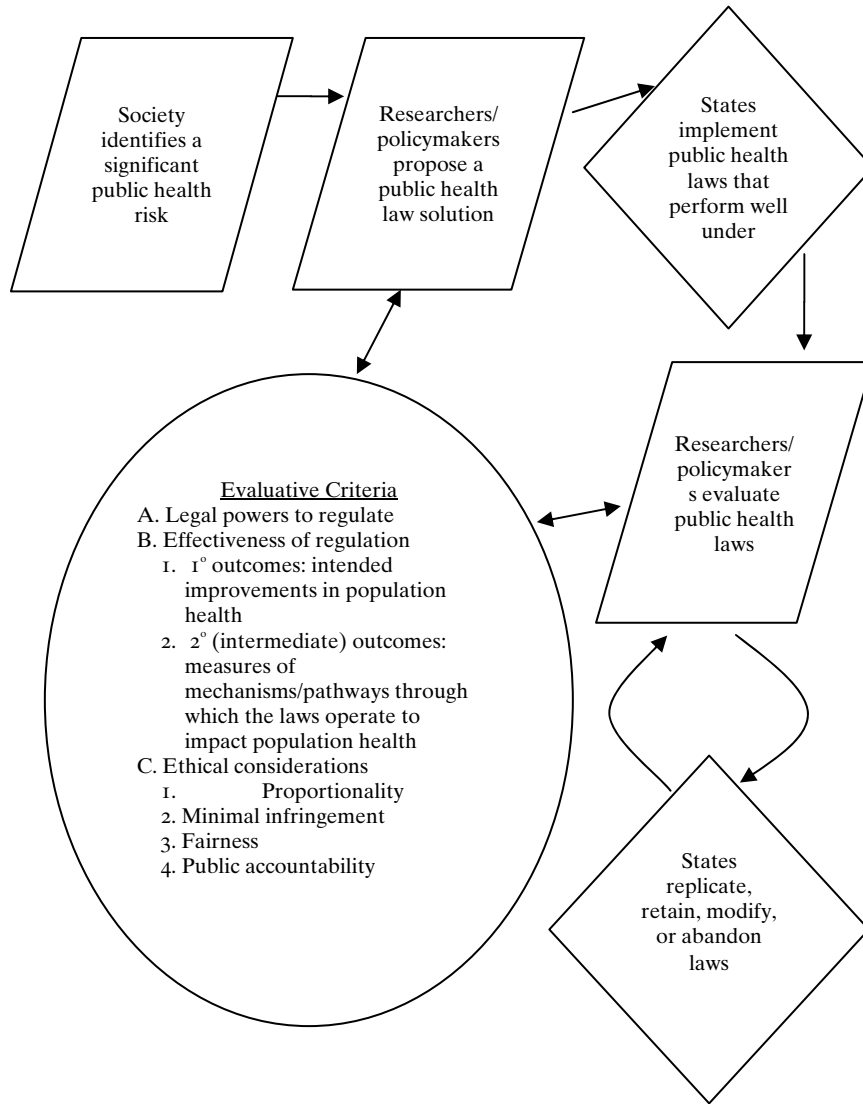 Society
identifies a
significant
public health
risk
Researchers/
policymakers
propose a
public health
law solution
States
implement
public health
laws that
perform well
under
Evaluative Criteria
A. Legal powers to regulate
B. Effectiveness of regulation
1. 1° outcomes: intended
improvements in population
health
2. 2° (intermediate) outcomes:
measures of
mechanisms/pathways through
which the laws operate to
impact population health
C. Ethical considerations
1. Proportionality
2. Minimal infringement
3. Fairness
4. Public accountability
Researchers/
policymaker
s evaluate
public health
laws
States
replicate,
retain, modify,
or abandon
laws